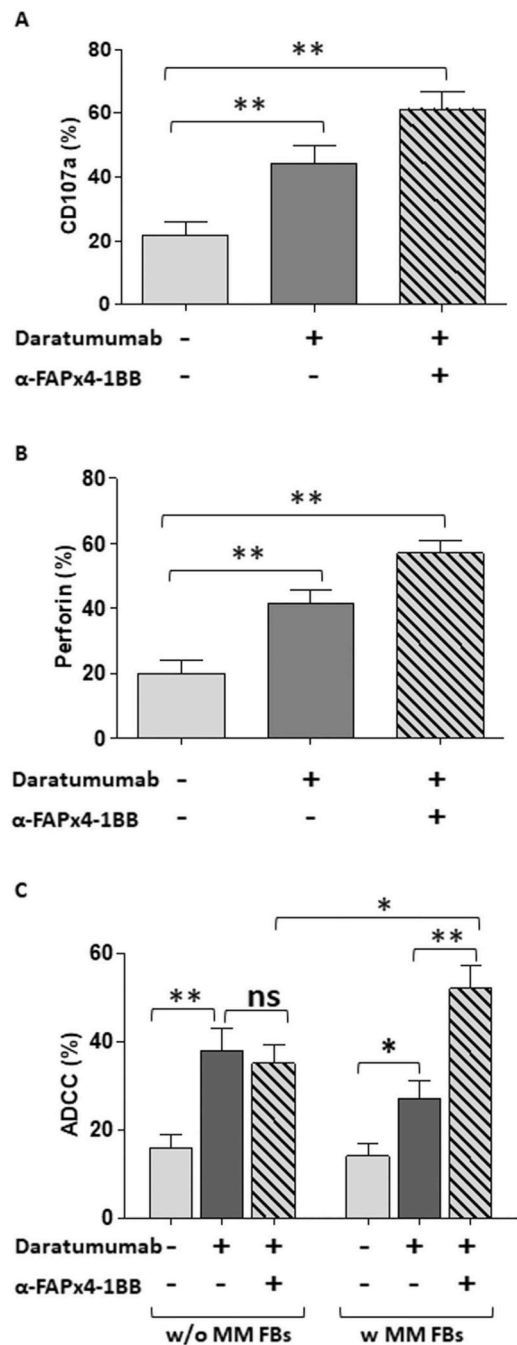 A
**
**
CD107a (%)
80
60
40
20
0
Daratumumab - + +
α-FAPx4-1BB - - +
B
**
**
Perforin (%)
80
60
40
20
0
Daratumumab - + +
α-FAPx4-1BB - - +
C
*
** ns * **
ADCC (%)
60
40
20
0
Daratumumab - + + - + +
α-FAPx4-1BB - - + - - +
w/o MM FBs w MM FBs